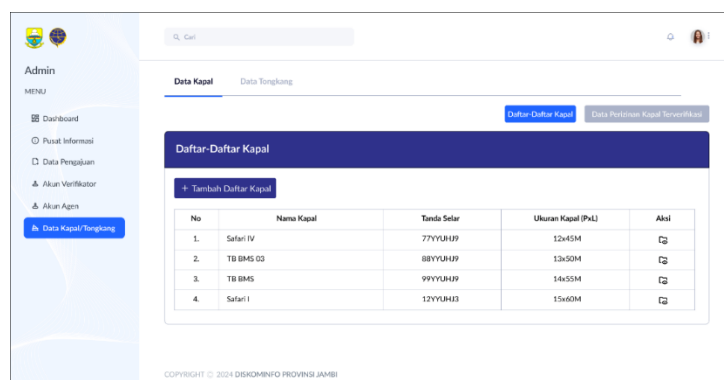 Cari
Admin
MENU
Dashboard
Pusat Informasi
Data Pengajuan
Akun Verifikator
Akun Agen
Data Kapal/Tongkang
Data Kapal Data Tongkang
Daftar-Daftar Kapal Data Perizinan Kapal Terverifikasi
Daftar-Daftar Kapal
+ Tambah Daftar Kapal
No Nama Kapal Tanda Selar Ukuran Kapal (PxL) Aksi
1. Safari IV 77YYUHJ9 12x45M
2. TB BMS 03 88YYUHJ9 13x50M
3. TB BMS 99YYUHJ9 14x55M
4. Safari I 12YYUHJ3 15x60M
COPYRIGHT © 2024 DISKOMINFO PROVINSI JAMBI